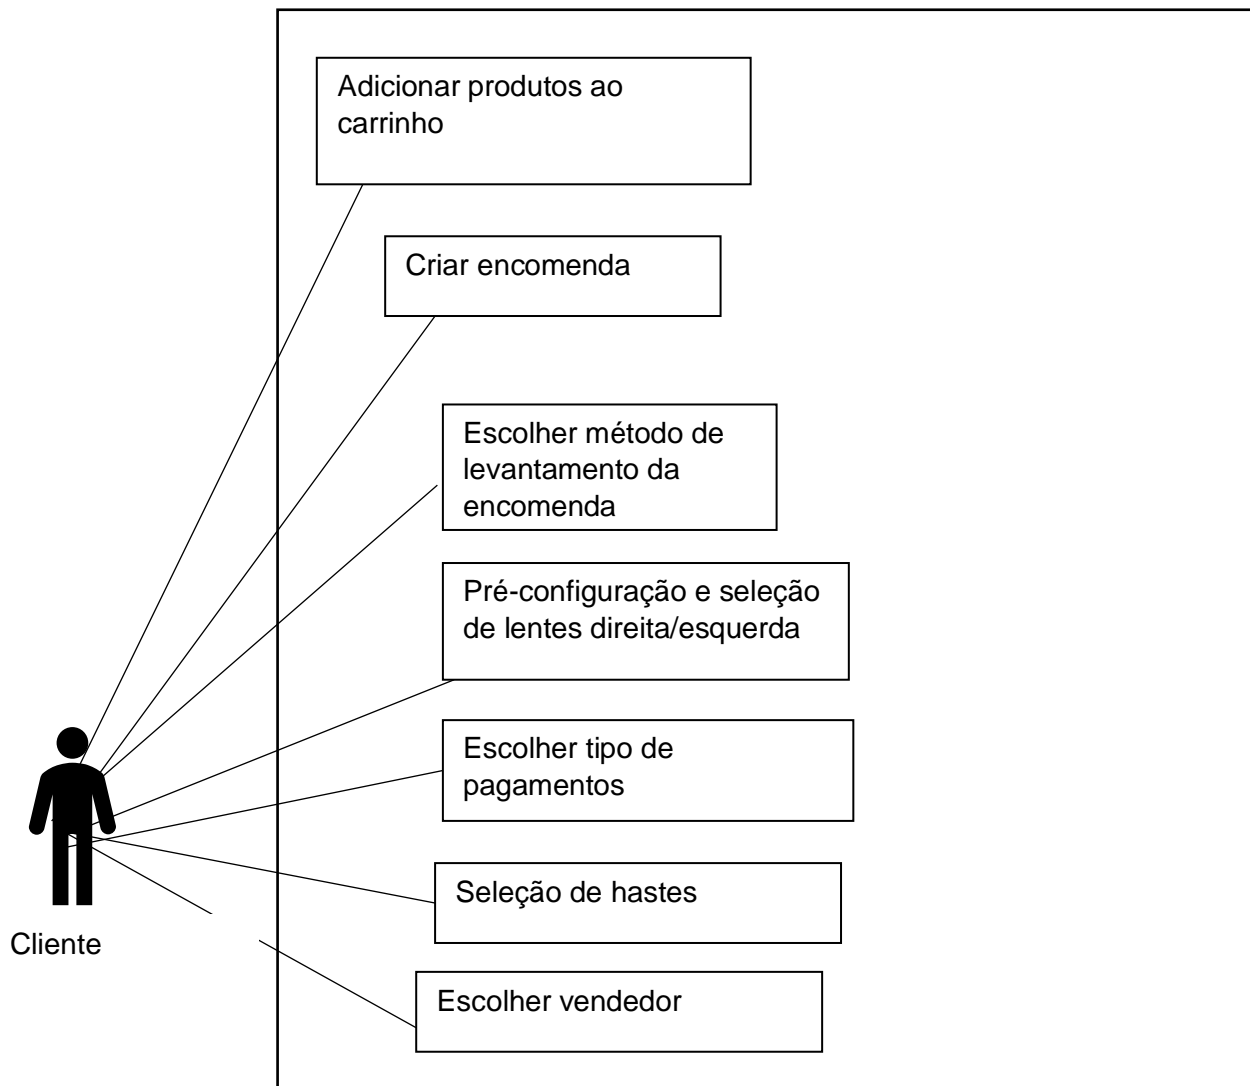 Adicionar produtos ao
carrinho
Criar encomenda
Escolher método de
levantamento da
encomenda
Pré-configuração e seleção
de lentes direita/esquerda
Escolher tipo de
pagamentos
Seleção de hastes
Cliente
Escolher vendedor